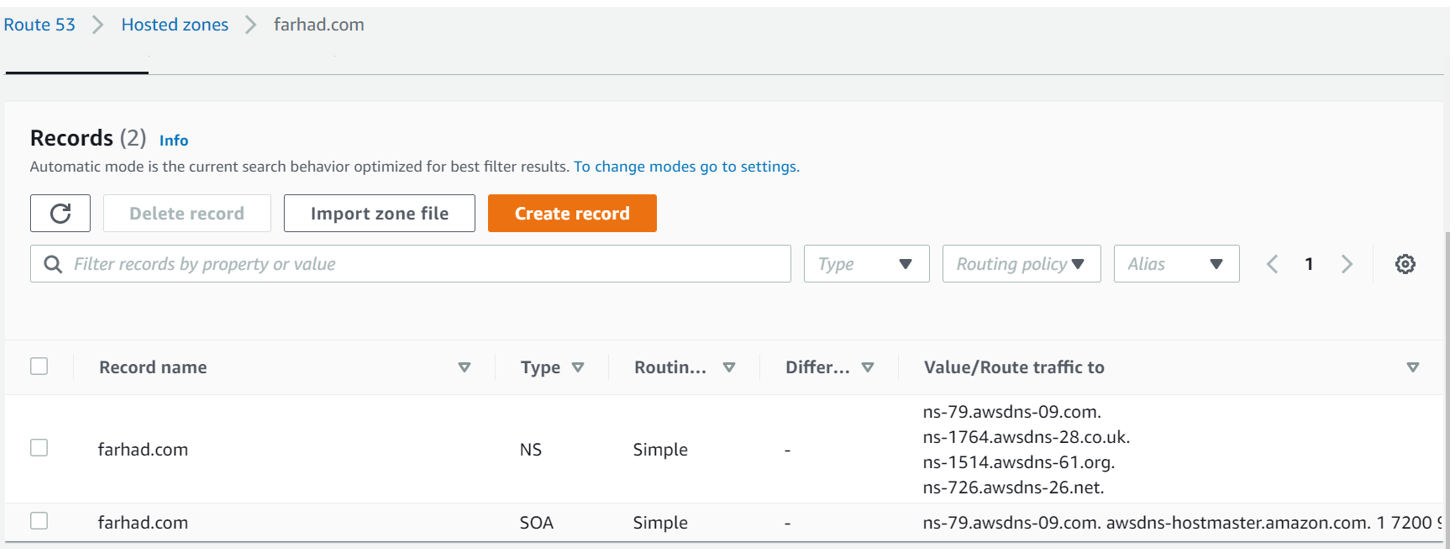 Route 53 > Hosted zones > farhad.com
Records (2) Info
Automatic mode is the current search behavior optimized for best filter results. To change modes go to settings.
Delete record Import zone file Create record
Filter records by property or value Type Routing policy Alias 1
Record name Type Routin... Differ... Value/Route traffic to
farhad.com NS Simple - ns-79.awsdns-09.com.
ns-1764.awsdns-28.co.uk.
ns-1514.awsdns-61.org.
ns-726.awsdns-26.net.
farhad.com SOA Simple - ns-79.awsdns-09.com. awsdns-hostmaster.amazon.com. 1 7200